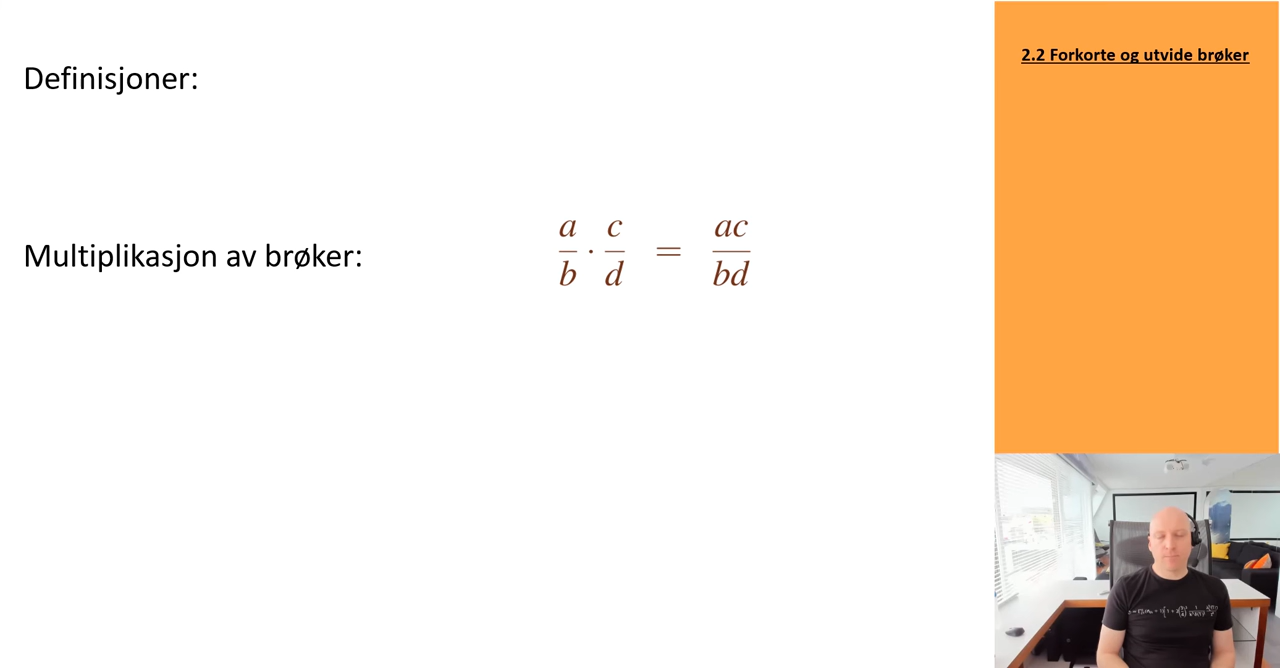 Definisjoner:
Multiplikasjon av brøker:
a/b · c/d = ac/bd
2.2 Forkorte og utvide brøker